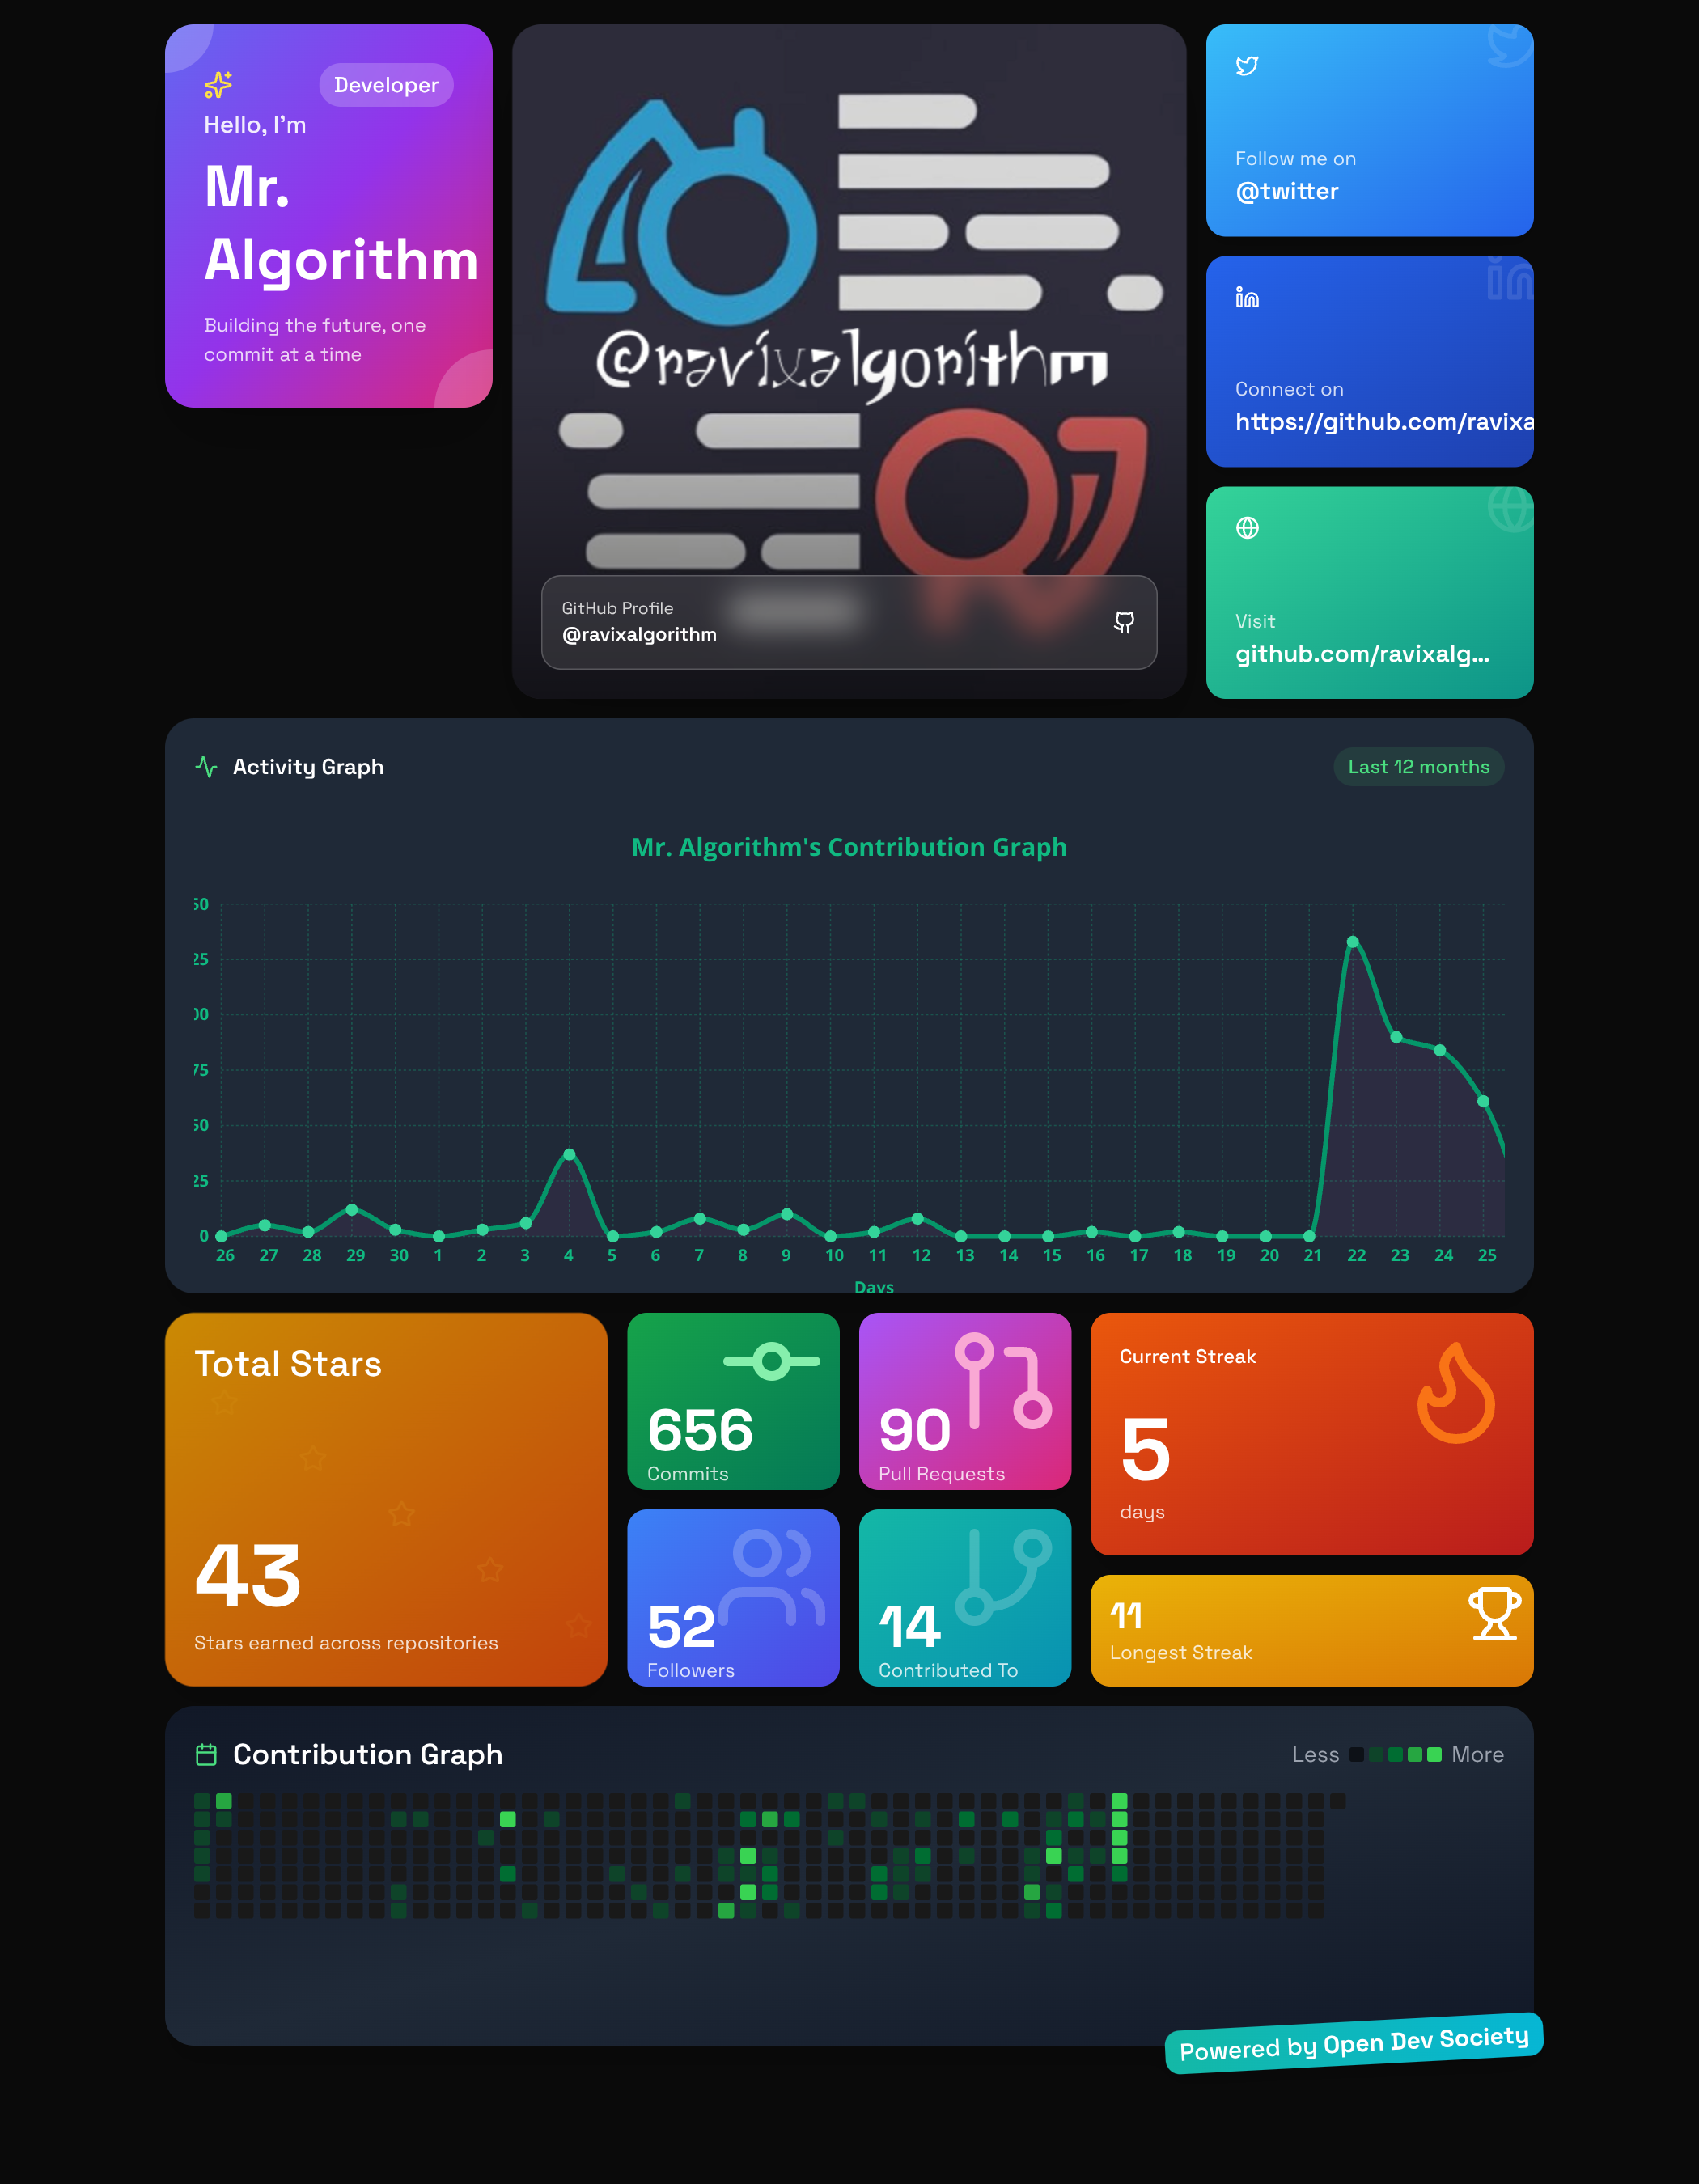 Developer
Hello, I'm
Mr.
Algorithm
Building the future, one
commit at a time
@ravixalgorithm
GitHub Profile
@ravixalgorithm
Follow me on
@twitter
Connect on
https://github.com/ravixa
Visit
github.com/ravixalg...
Activity Graph
Last 12 months
Mr. Algorithm's Contribution Graph
50
25
00
75
50
25
0
26 27 28 29 30 1 2 3 4 5 6 7 8 9 10 11 12 13 14 15 16 17 18 19 20 21 22 23 24 25
Days
Total Stars
43
Stars earned across repositories
656
Commits
90
Pull Requests
52
Followers
14
Contributed To
Current Streak
5
days
11
Longest Streak
Contribution Graph
Less More
Powered by Open Dev Society